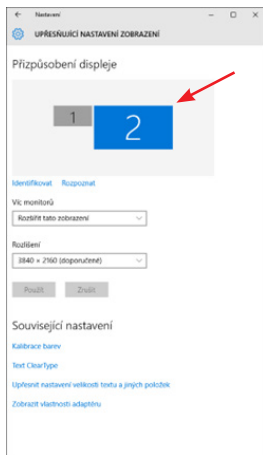 Nastavení
UPŘESŇUJÍCÍ NASTAVENÍ ZOBRAZENÍ
Přizpůsobení displeje
1
2
Identifikovat Rozpoznat
Víc monitorů
Rozšířit tato zobrazení
Rozlišení
3840 × 2160 (doporučené)
Použít Zrušit
Související nastavení
Kalibrace barev
Text ClearType
Upřesnit nastavení velikosti textu a jiných položek
Zobrazit vlastnosti adaptéru